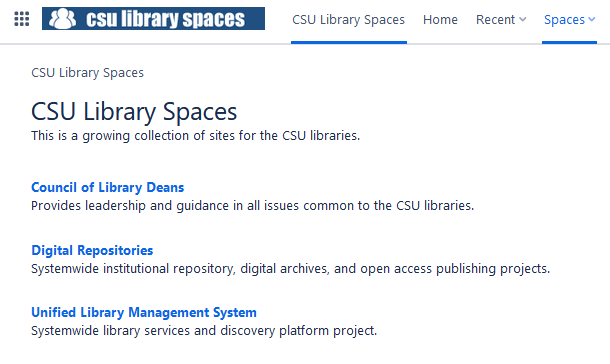 csu library spaces
CSU Library Spaces Home Recent Spaces
CSU Library Spaces
CSU Library Spaces
This is a growing collection of sites for the CSU libraries.
Council of Library Deans
Provides leadership and guidance in all issues common to the CSU libraries.
Digital Repositories
Systemwide institutional repository, digital archives, and open access publishing projects.
Unified Library Management System
Systemwide library services and discovery platform project.